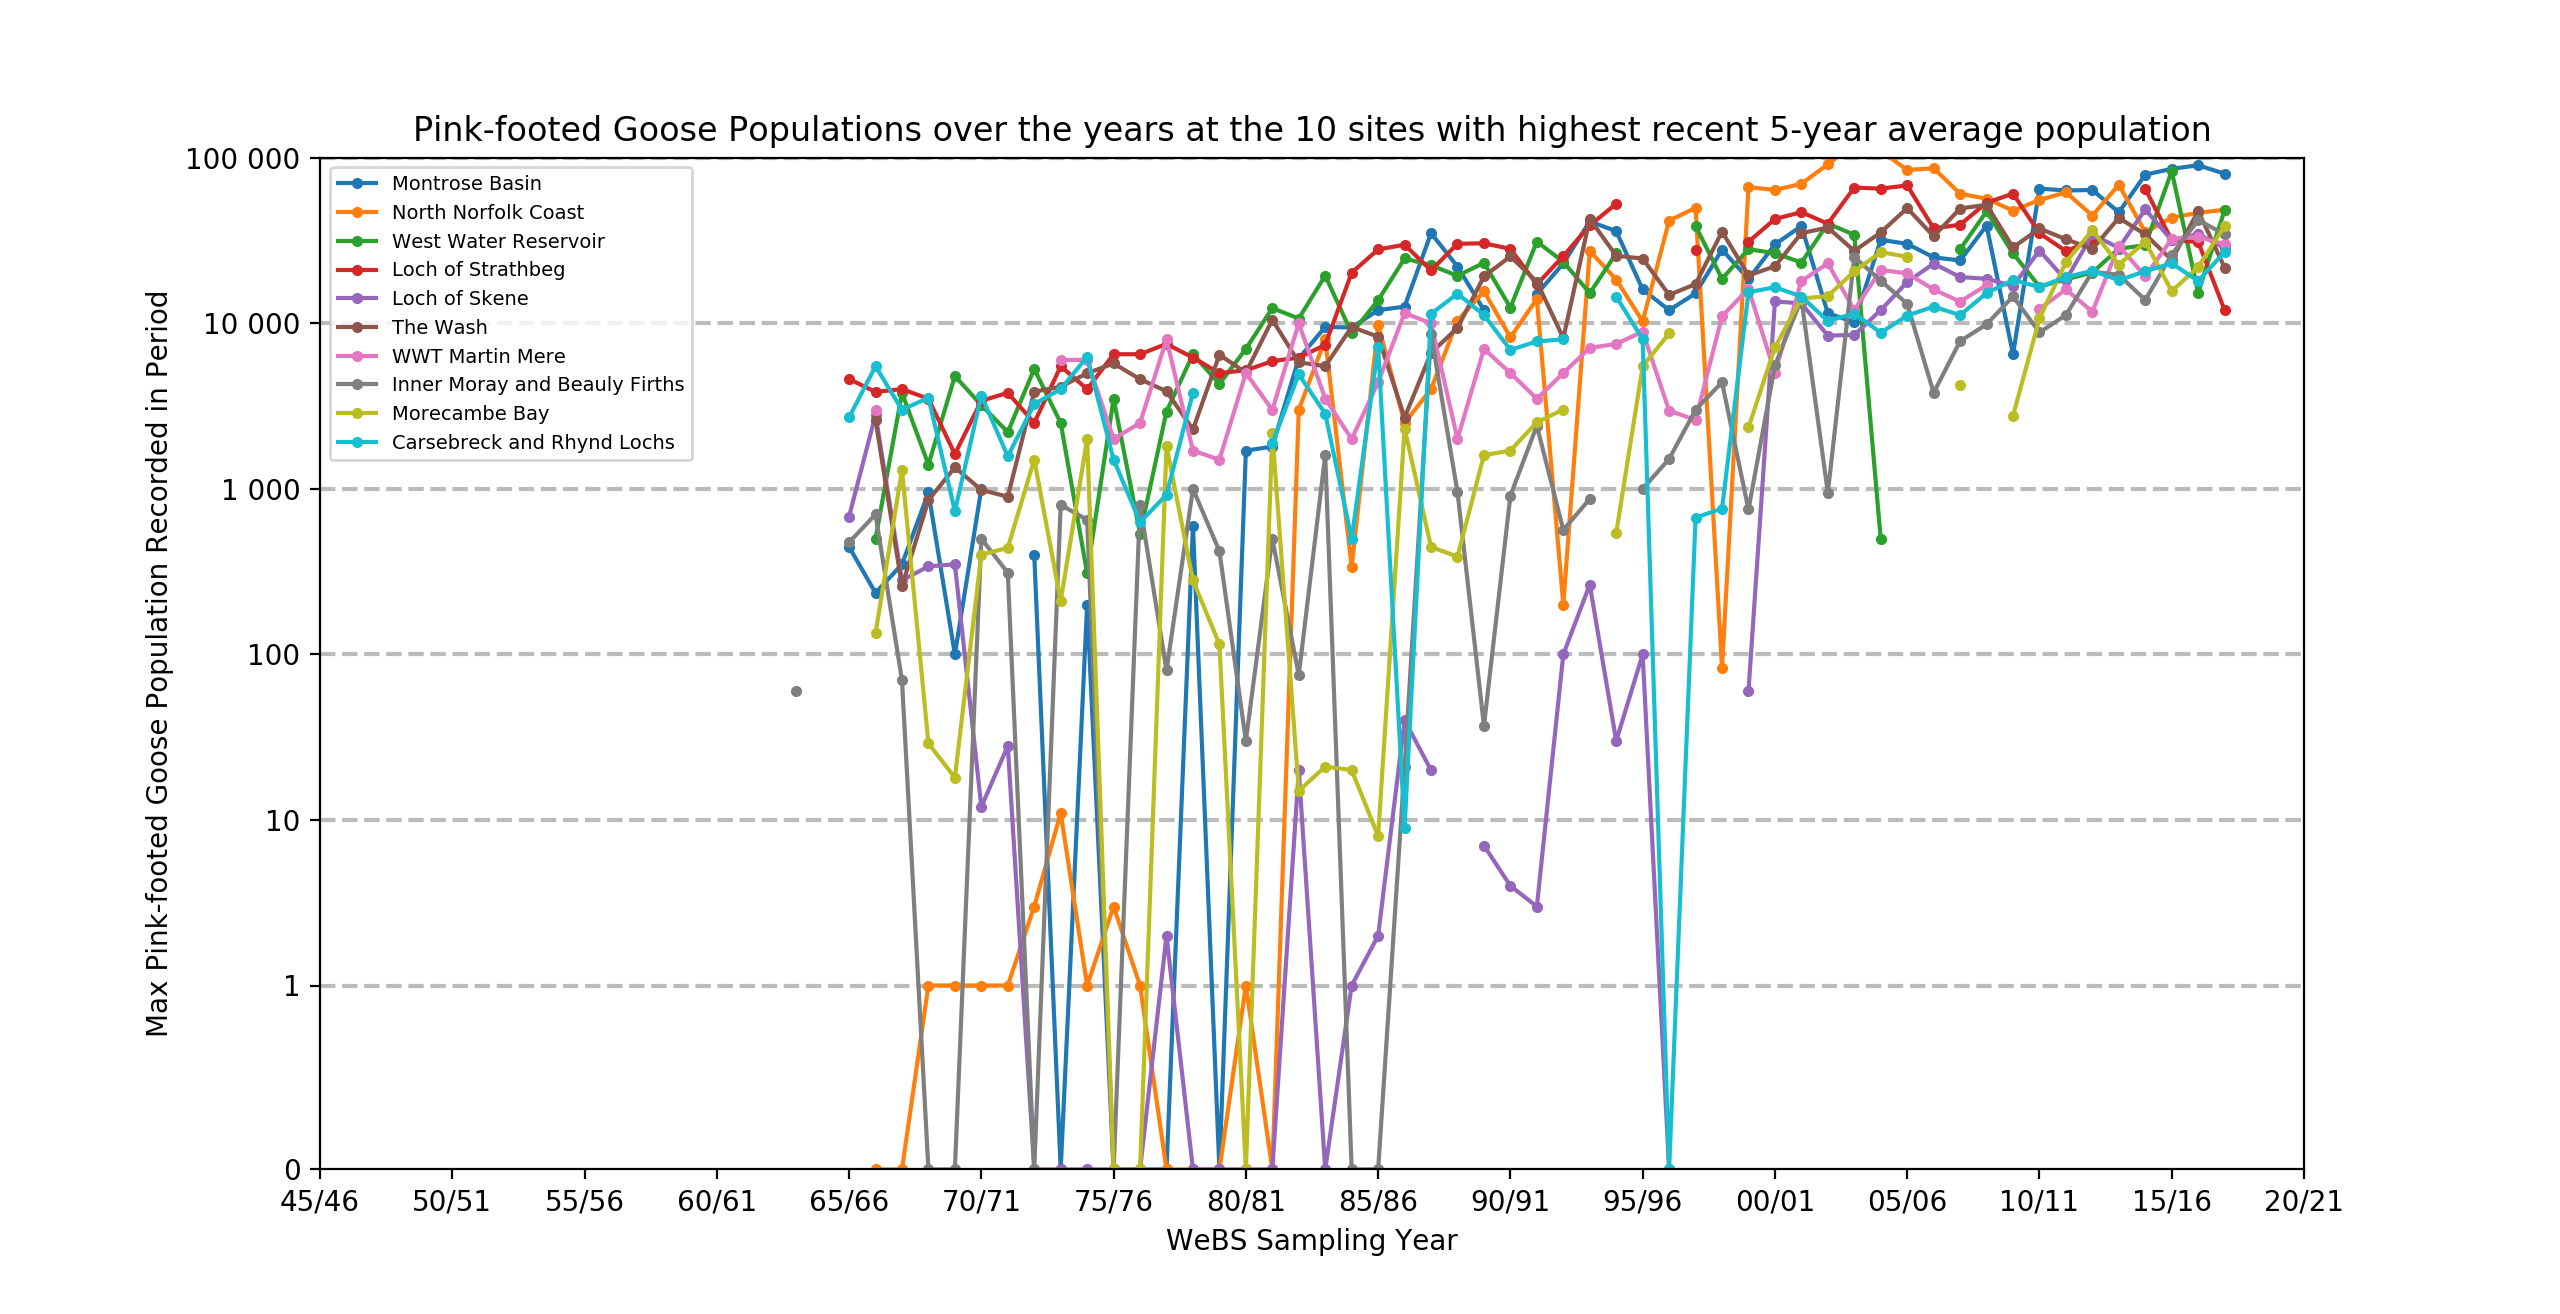 Pink-footed Goose Populations over the years at the 10 sites with highest recent 5-year average population
Max Pink-footed Goose Population Recorded in Period
100 000
10 000
1 000
100
10
1
0
Montrose Basin
North Norfolk Coast
West Water Reservoir
Loch of Strathbeg
Loch of Skene
The Wash
WWT Martin Mere
Inner Moray and Beauly Firths
Morecambe Bay
Carsebreck and Rhynd Lochs
45/46 50/51 55/56 60/61 65/66 70/71 75/76 80/81 85/86 90/91 95/96 00/01 05/06 10/11 15/16 20/21
WeBS Sampling Year